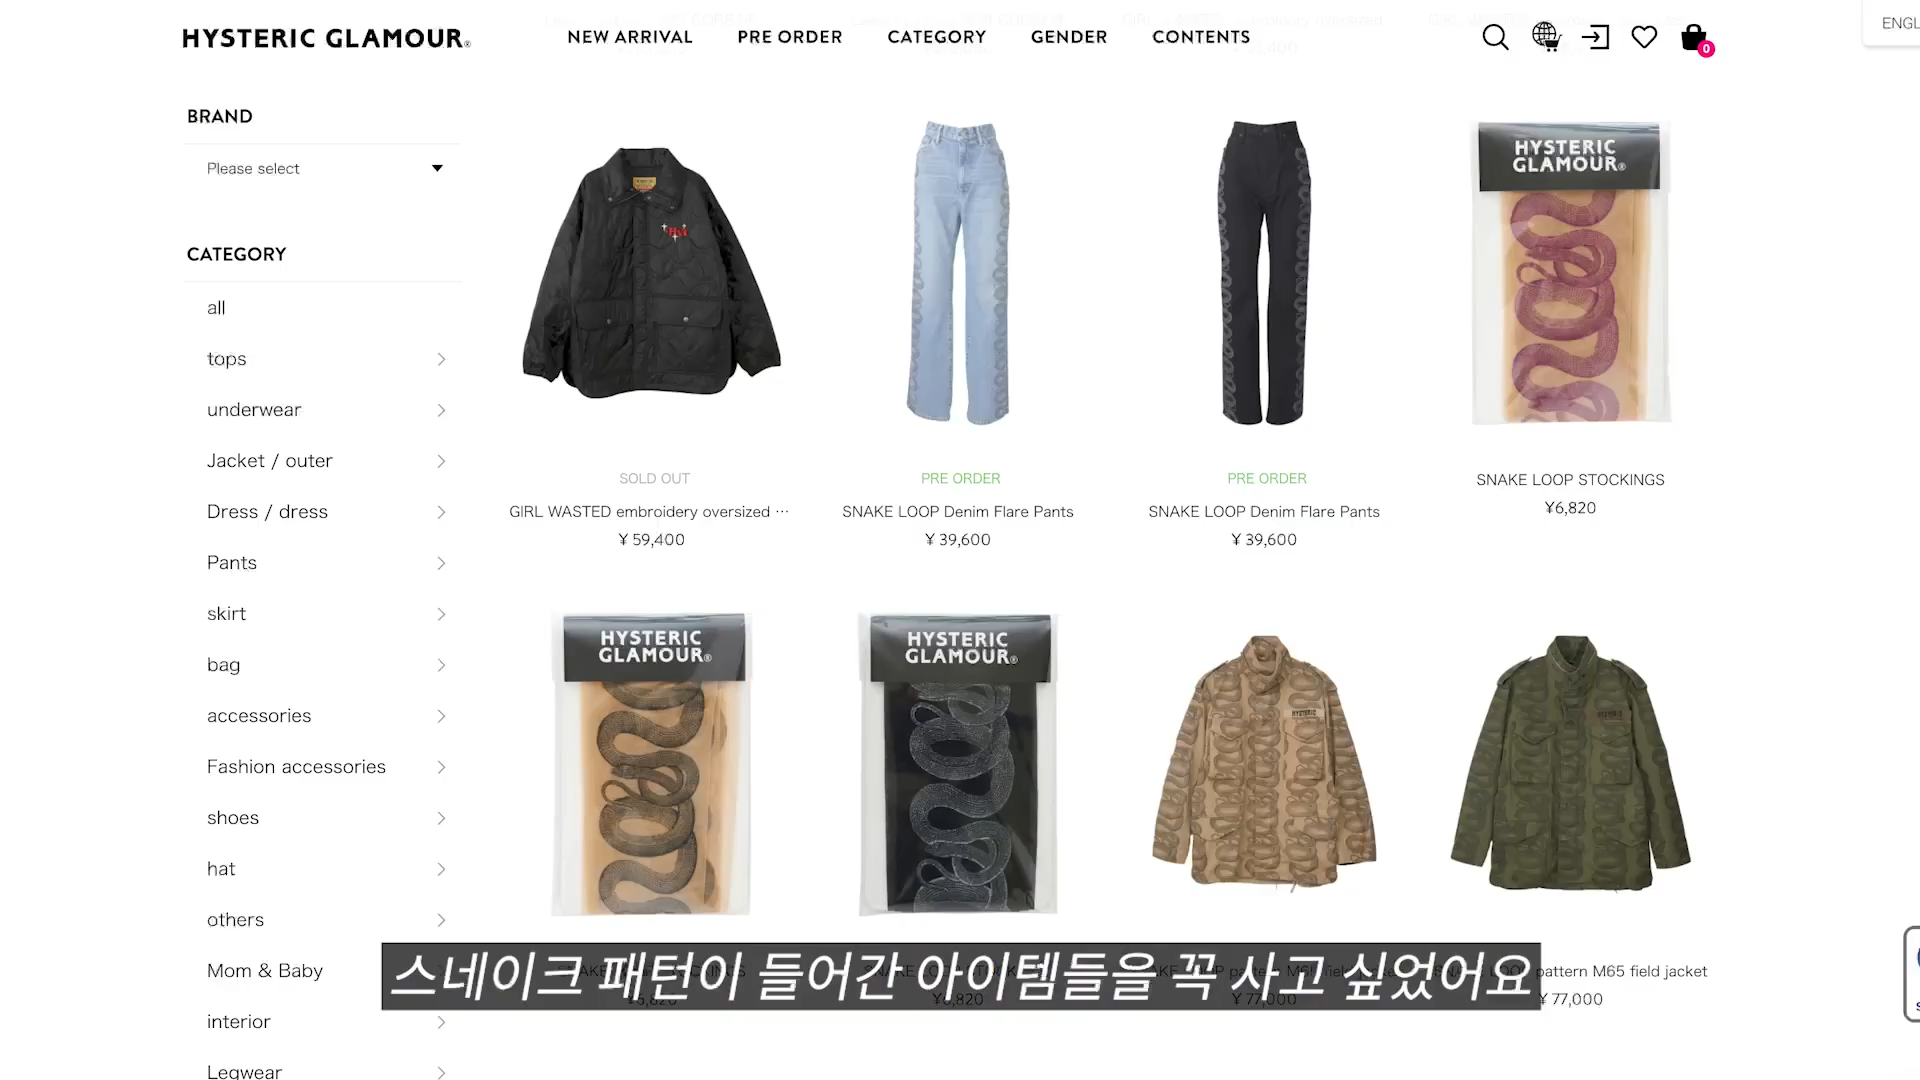 HYSTERIC GLAMOUR®
NEW ARRIVAL
PRE ORDER
CATEGORY
GENDER
CONTENTS
0
ENGL
BRAND
Please select
CATEGORY
all
tops
underwear
Jacket / outer
Dress / dress
Pants
skirt
bag
accessories
Fashion accessories
shoes
hat
others
Mom & Baby
interior
Legwear
HYSTERIC
GLAMOUR®
SOLD OUT
GIRL WASTED embroidery oversized ···
¥ 59,400
PRE ORDER
SNAKE LOOP Denim Flare Pants
¥ 39,600
PRE ORDER
SNAKE LOOP Denim Flare Pants
¥ 39,600
SNAKE LOOP STOCKINGS
¥6,820
HYSTERIC
GLAMOUR®
HYSTERIC
GLAMOUR®
HYSTERIC
pattern M65 field jacket
¥ 77,000
스네이크 패턴이 들어간 아이템들을 꼭 사고 싶었어요